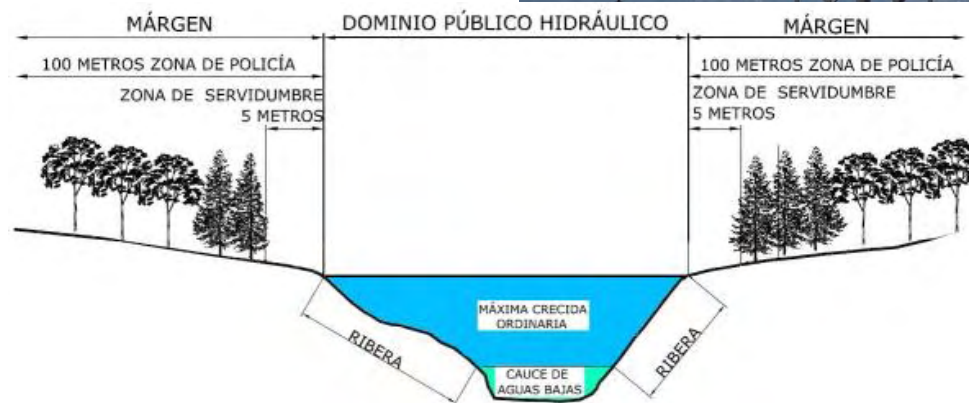 MÁRGEN
DOMINIO PÚBLICO HIDRÁULICO
MÁRGEN
100 METROS ZONA DE POLICÍA
100 METROS ZONA DE POLICÍA
ZONA DE SERVIDUMBRE
5 METROS
ZONA DE SERVIDUMBRE
5 METROS
MÁXIMA CRECIDA
ORDINARIA
RIBERA
RIBERA
CAUCE DE
AGUAS BAJAS